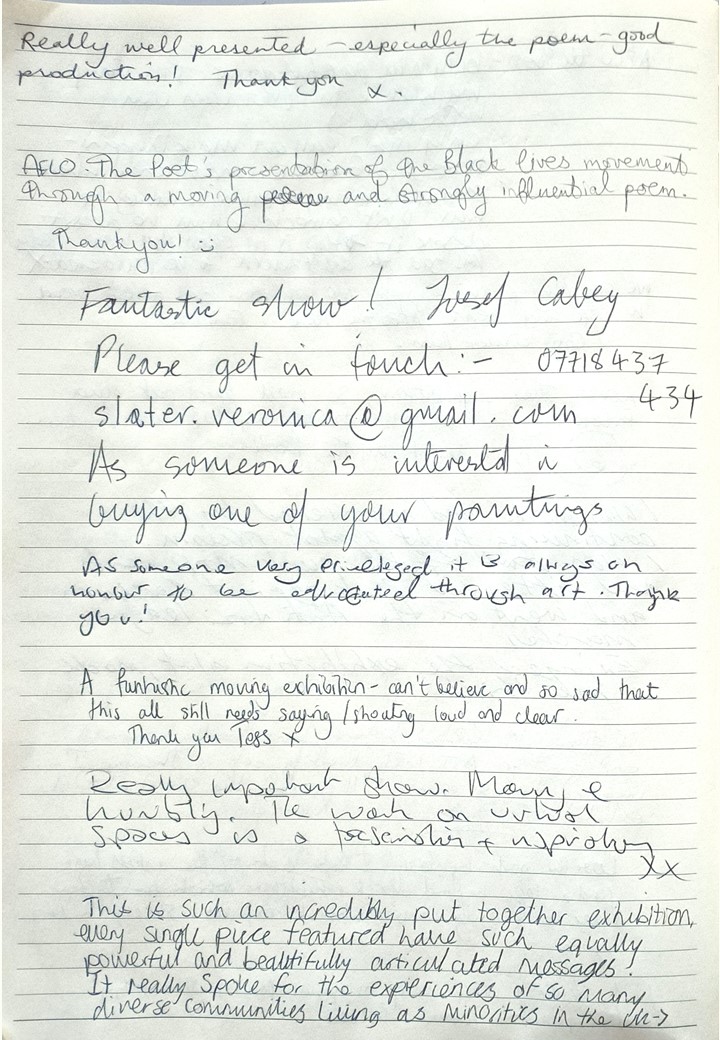 Really well presented – especially the poem – good
production! Thank you x.
AFLO. The Poet's presentation of the Black lives movement
through a moving and strongly influential poem.
Thankyou! :)
Fantastic show! Josef Cabey
Please get in touch:- 07718437
434
slater.veronica@gmail.com
As someone is interestd in
buying one of your paintings
As someone very privileged it is always an
honour to be educated through art. Thank
you!
A fantastic moving exhibition – can't believe and so sad that
this all still needs saying/shouting loud and clear.
Thank you Tess x
Really important show. Moving &
humbly. The work on virtual
spaces is a fascinating +
xx
This is such an incredibly put together exhibition,
every single piece featured have such equally
powerful and beautifully articulated messages!
It really spoke for the experiences of so many
diverse communities living as minorities in the UK->